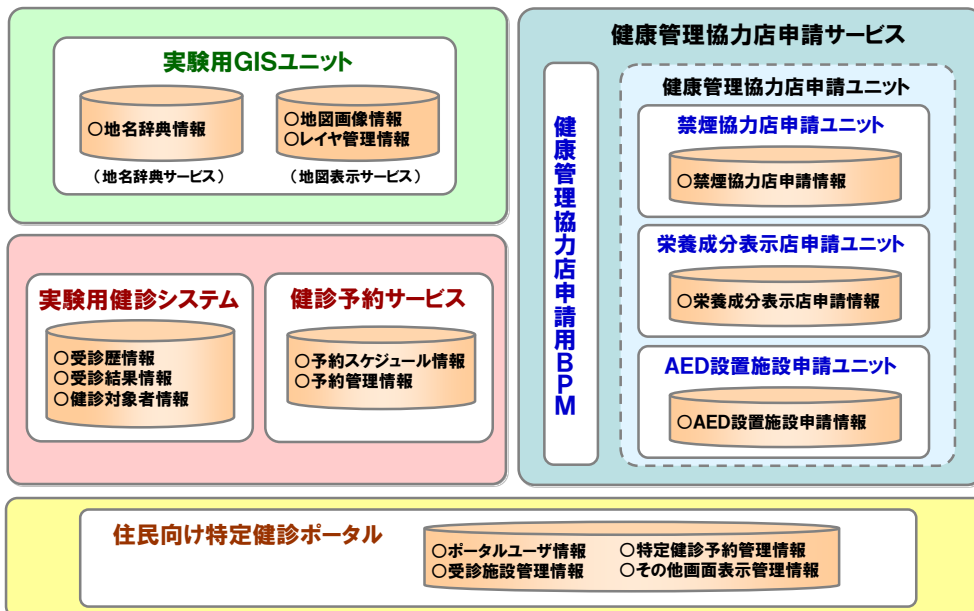 実験用GISユニット
○地名辞典情報
(地名辞典サービス)
○地図画像情報
○レイヤ管理情報
(地図表示サービス)
実験用健診システム
○受診歴情報
○受診結果情報
○健診対象者情報
健診予約サービス
○予約スケジュール情報
○予約管理情報
健康管理協力店申請サービス
健康管理協力店申請用BPM
健康管理協力店申請ユニット
禁煙協力店申請ユニット
○禁煙協力店申請情報
栄養成分表示店申請ユニット
○栄養成分表示店申請情報
AED設置施設申請ユニット
○AED設置施設申請情報
住民向け特定健診ポータル
○ポータルユーザ情報
○受診施設管理情報
○特定健診予約管理情報
○その他画面表示管理情報